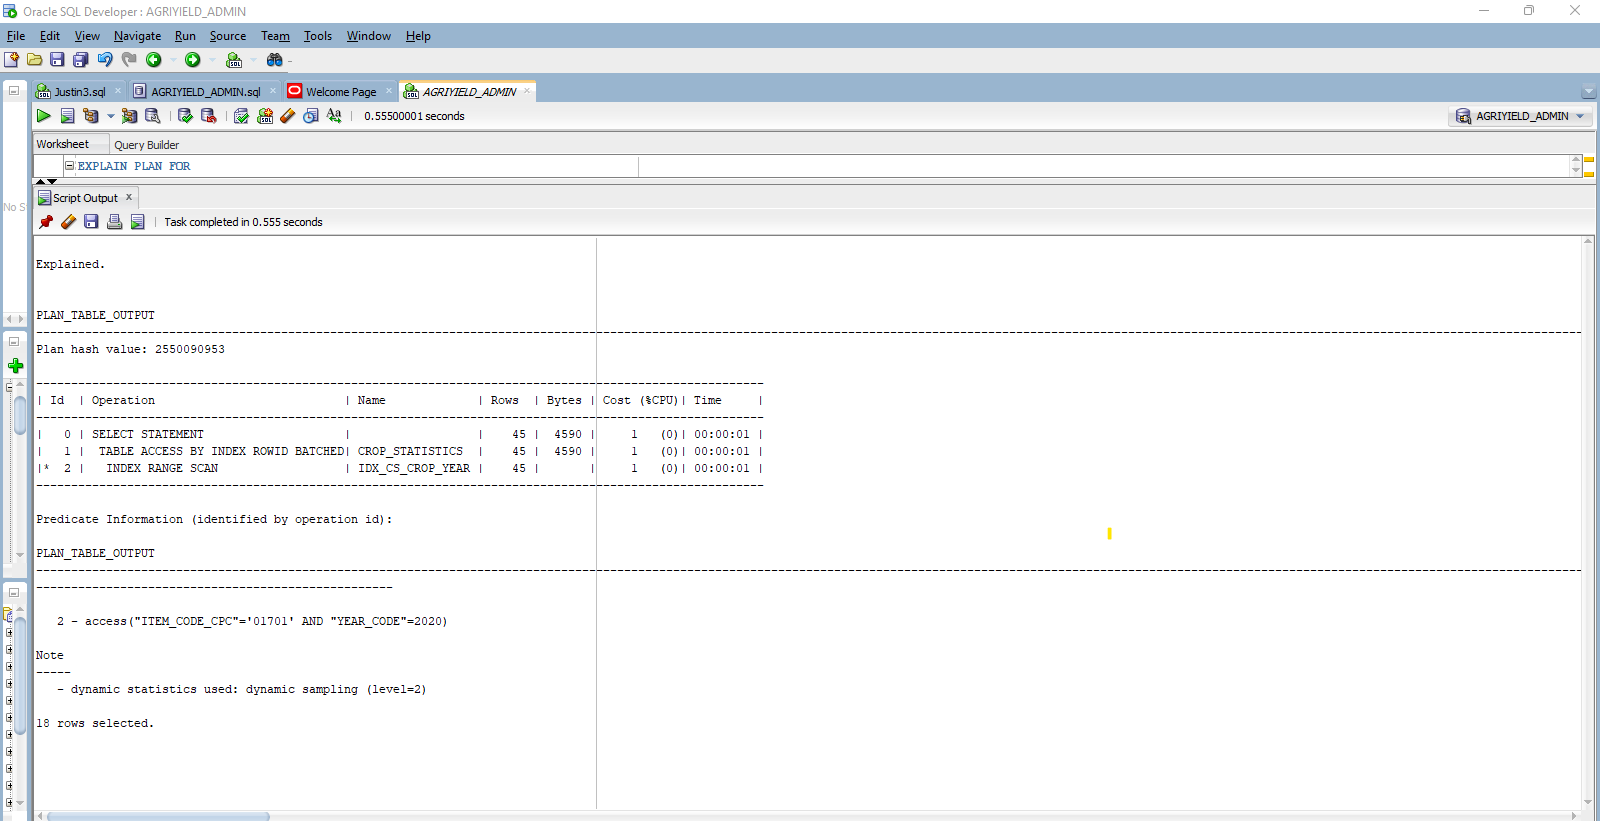 Oracle SQL Developer : AGRIYIELD_ADMIN
File Edit View Navigate Run Source Team Tools Window Help
Justin3.sql AGRIYIELD_ADMIN.sql Welcome Page AGRIYIELD_ADMIN
0.55500001 seconds AGRIYIELD_ADMIN
Worksheet Query Builder
EXPLAIN PLAN FOR
Script Output
No S
Task completed in 0.555 seconds
Explained.
PLAN_TABLE_OUTPUT
--------------------------------------------------------------------------------
Plan hash value: 2550090953
--------------------------------------------------------------------------------
| Id | Operation | Name | Rows | Bytes | Cost (%CPU)| Time |
--------------------------------------------------------------------------------
| 0 | SELECT STATEMENT | | 45 | 4590 | 1 (0)| 00:00:01 |
| 1 | TABLE ACCESS BY INDEX ROWID BATCHED| CROP_STATISTICS | 45 | 4590 | 1 (0)| 00:00:01 |
|* 2 | INDEX RANGE SCAN | IDX_CS_CROP_YEAR | 45 | | 1 (0)| 00:00:01 |
--------------------------------------------------------------------------------
Predicate Information (identified by operation id):
PLAN_TABLE_OUTPUT
--------------------------------------------------------------------------------
---------------------------------------------------
2 - access("ITEM_CODE_CPC"='01701' AND "YEAR_CODE"=2020)
Note
-----
- dynamic statistics used: dynamic sampling (level=2)
18 rows selected.